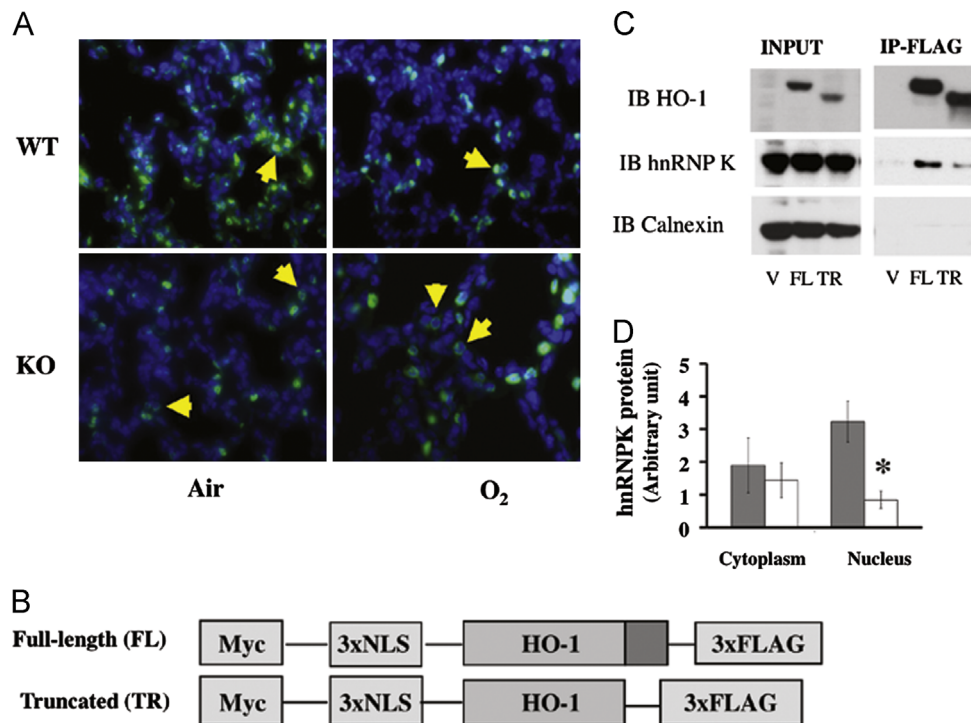 A
WT
KO
Air
O2
C
INPUT
IP-FLAG
IB HO-1
IB hnRNP K
IB Calnexin
V FL TR
V FL TR
D
hnRNPK protein
(Arbitrary unit)
5
4
3
2
1
0
*
Cytoplasm
Nucleus
B
Full-length (FL)
Myc
3xNLS
HO-1
3xFLAG
Truncated (TR)
Myc
3xNLS
HO-1
3xFLAG